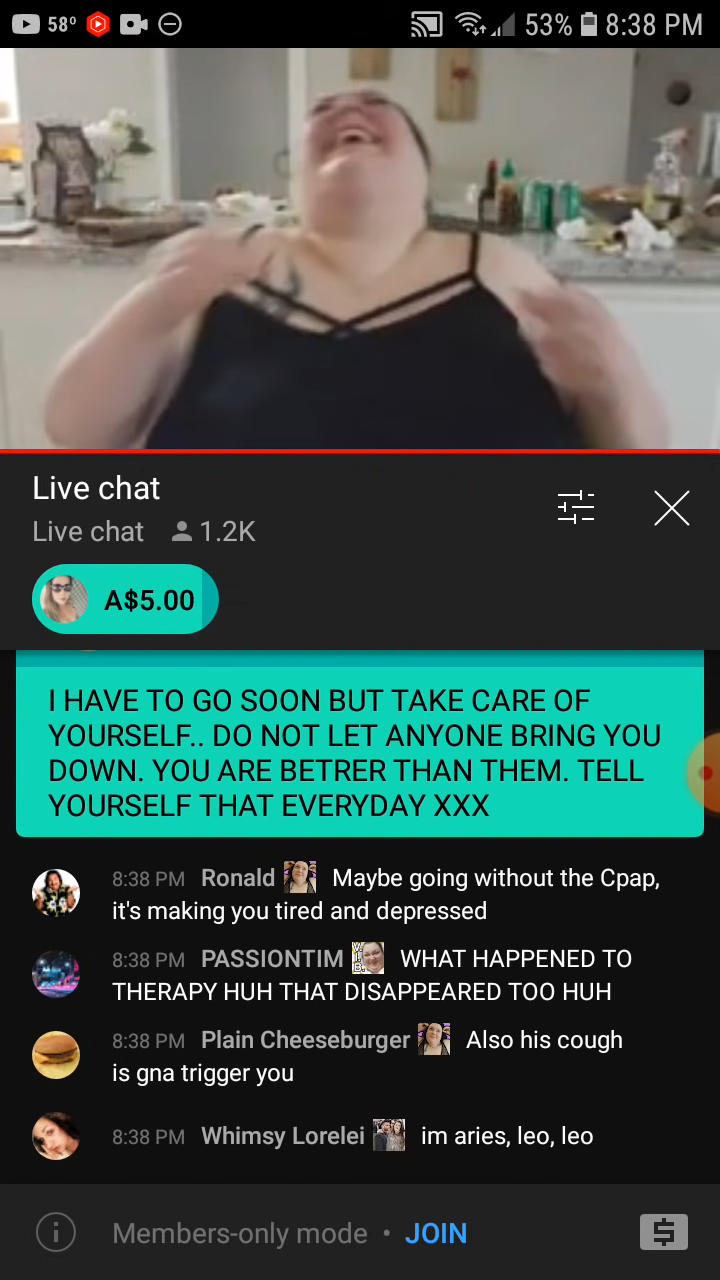 58º 53% 8:38 PM
Live chat
Live chat 1.2K
A$5.00
I HAVE TO GO SOON BUT TAKE CARE OF
YOURSELF.. DO NOT LET ANYONE BRING YOU
DOWN. YOU ARE BETRER THAN THEM. TELL
YOURSELF THAT EVERYDAY XXX
8:38 PM Ronald Maybe going without the Cpap,
it's making you tired and depressed
8:38 PM PASSIONTIM WHAT HAPPENED TO
THERAPY HUH THAT DISAPPEARED TOO HUH
8:38 PM Plain Cheeseburger Also his cough
is gna trigger you
8:38 PM Whimsy Lorelei im aries, leo, leo
Members-only mode • JOIN